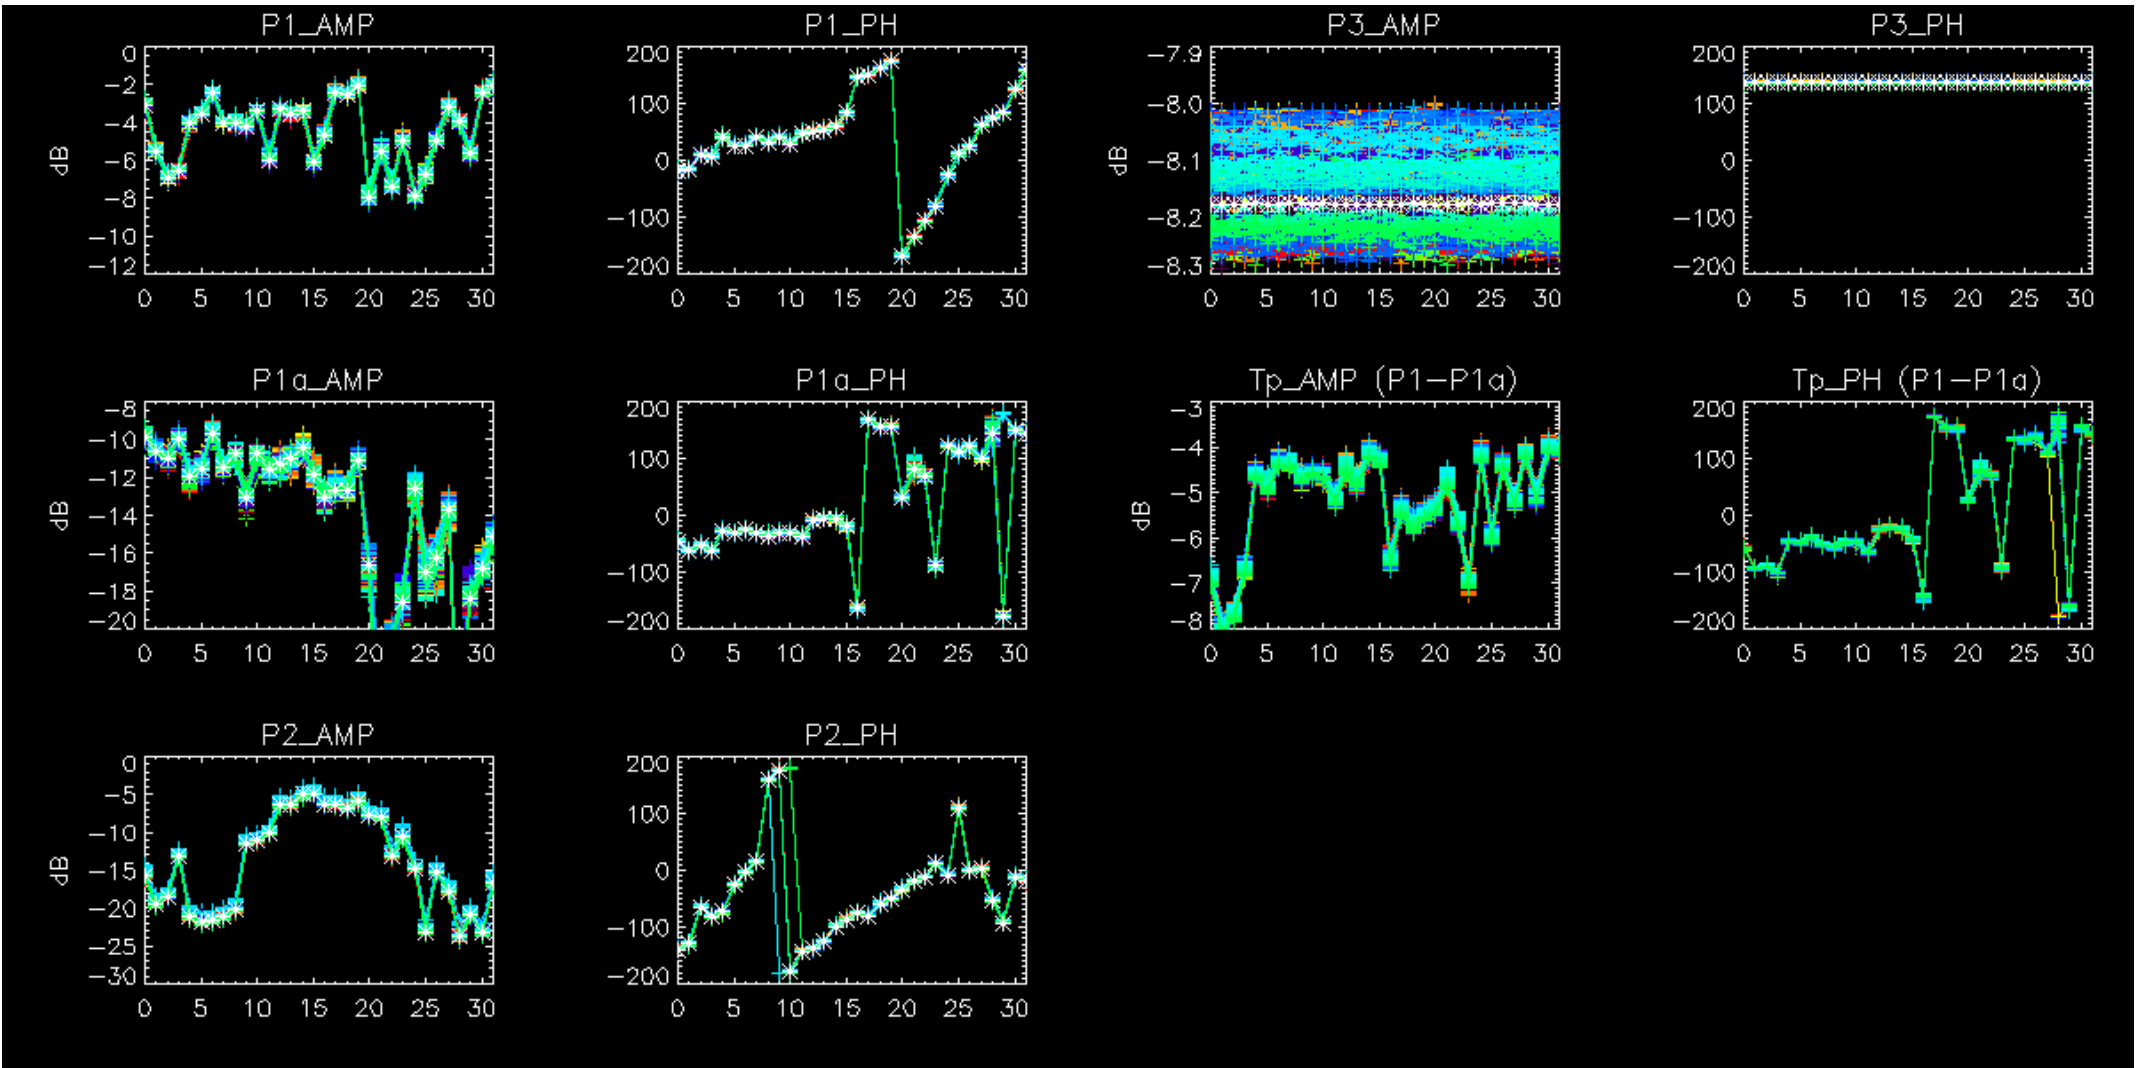 P1_AMP
dB
0
−2
−4
−6
−8
−10
−12
0 5 10 15 20 25 30
P1_PH
200
100
0
−100
−200
0 5 10 15 20 25 30
P3_AMP
dB
−7.9
−8.0
−8.1
−8.2
−8.3
0 5 10 15 20 25 30
P3_PH
200
100
0
−100
−200
0 5 10 15 20 25 30
P1a_AMP
dB
−8
−10
−12
−14
−16
−18
−20
0 5 10 15 20 25 30
P1a_PH
200
100
0
−100
−200
0 5 10 15 20 25 30
Tp_AMP (P1−P1a)
dB
−3
−4
−5
−6
−7
−8
0 5 10 15 20 25 30
Tp_PH (P1−P1a)
200
100
0
−100
−200
0 5 10 15 20 25 30
P2_AMP
dB
0
−5
−10
−15
−20
−25
−30
0 5 10 15 20 25 30
P2_PH
200
100
0
−100
−200
0 5 10 15 20 25 30